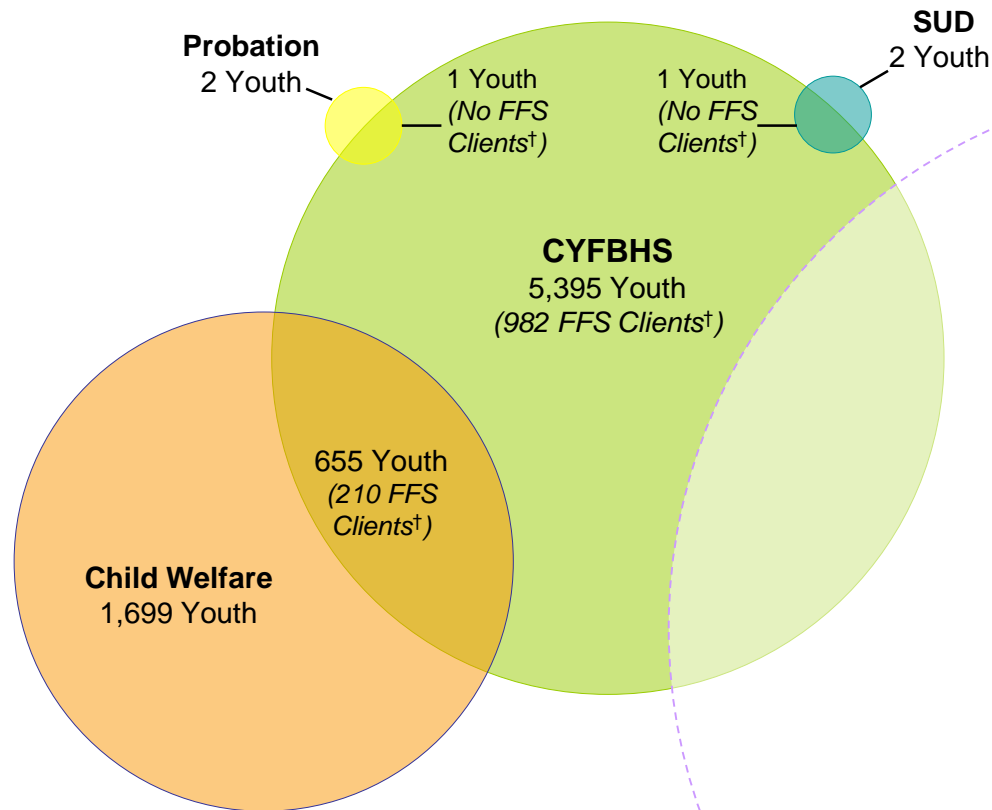 Probation
2 Youth
1 Youth
(No FFS
Clients†)
1 Youth
(No FFS
Clients†)
SUD
2 Youth
CYFBHS
5,395 Youth
(982 FFS Clients†)
655 Youth
(210 FFS
Clients†)
Child Welfare
1,699 Youth